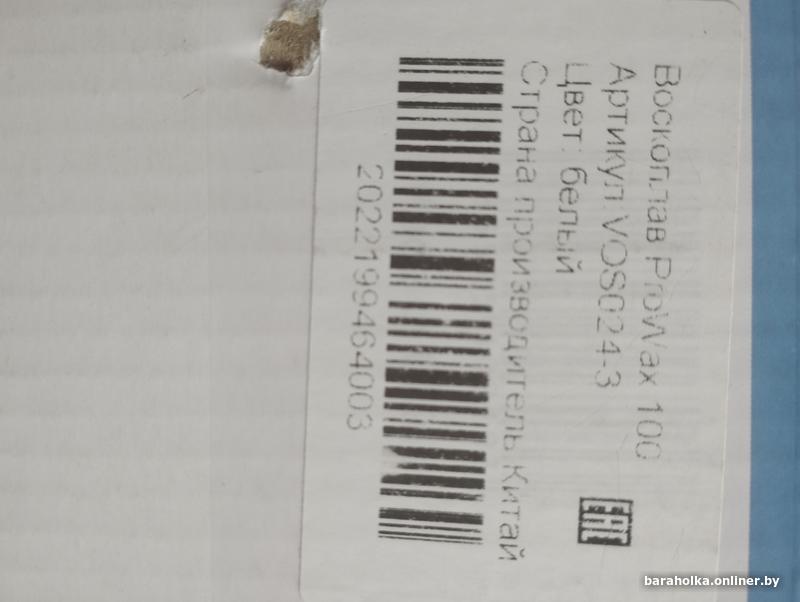 Воскоплав ProWax 100
Артикул: VOS024-3
Цвет: белый
Страна производитель Китай
2022199464003
EAC
baraholka.onliner.by